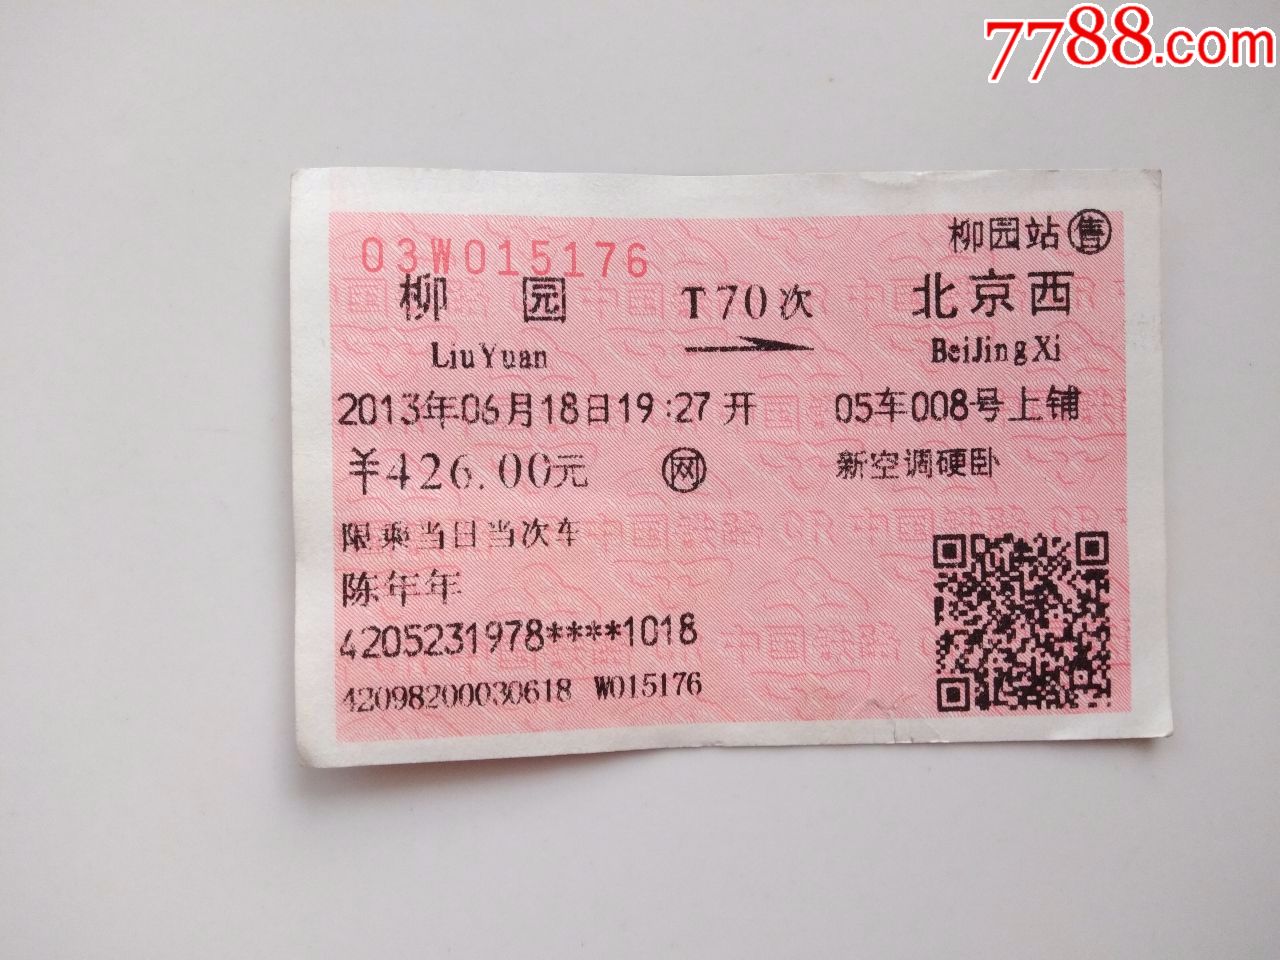 7788.com
03W015176
柳园站售
柳园 T70次 北京西
LiuYuan BeiJingXi
2013年06月18日19:27开 05车008号上铺
¥426.00元 网 新空调硬卧
限乘当日当次车
陈年年
4205231978****1018
42098200030618 W015176